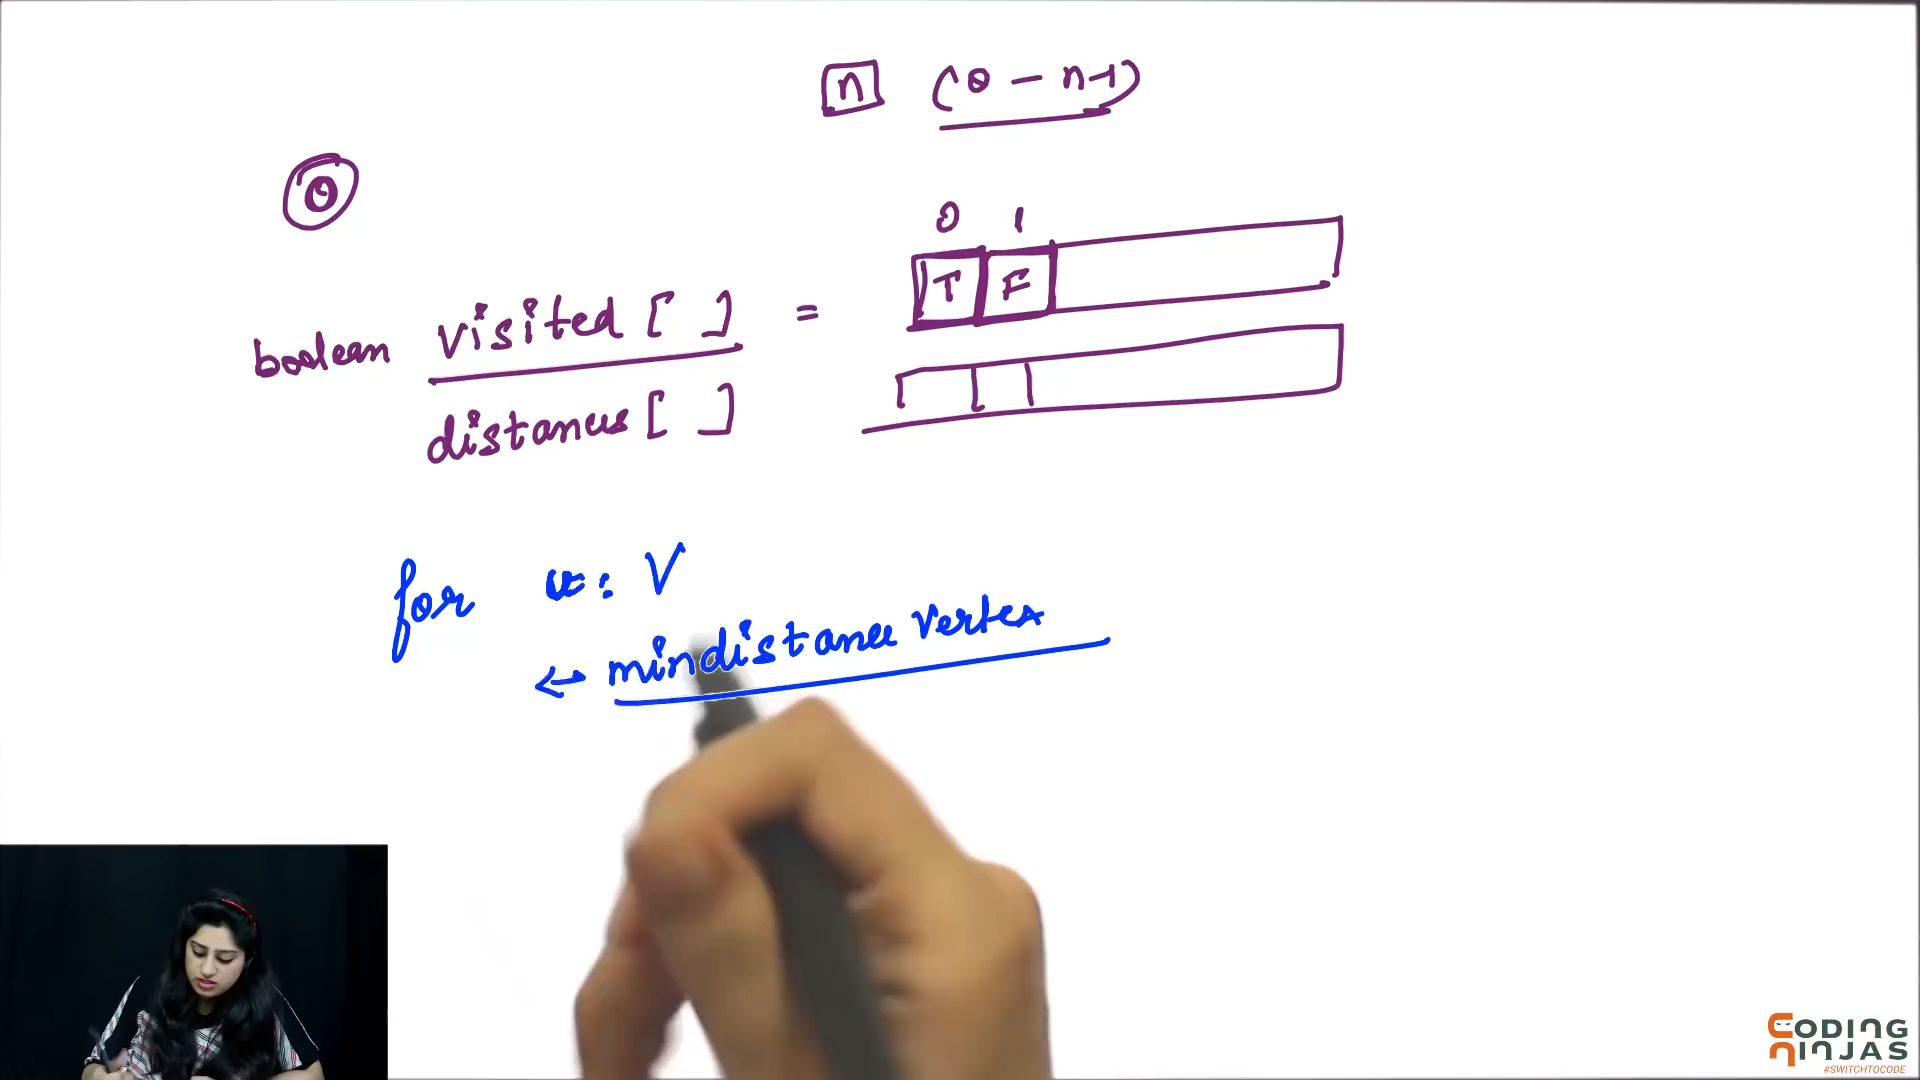 n (0 - n-1)
0
0 1
T F
boolean visited [ ] =
distances [ ]
for v: V
↔ mindistance vertex
CODING
NINJAS
#SWITCHTOCODE